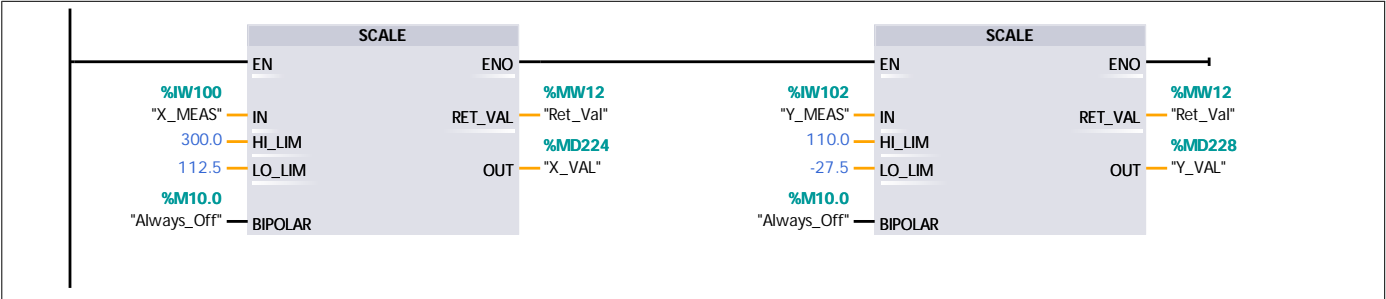 SCALE
EN ENO
%IW100 %MW12
"X_MEAS" IN RET_VAL "Ret_Val"
300.0 HI_LIM %MD224
112.5 LO_LIM OUT "X_VAL"
%M10.0
"Always_Off" BIPOLAR
SCALE
EN ENO
%IW102 %MW12
"Y_MEAS" IN RET_VAL "Ret_Val"
110.0 HI_LIM %MD228
-27.5 LO_LIM OUT "Y_VAL"
%M10.0
"Always_Off" BIPOLAR